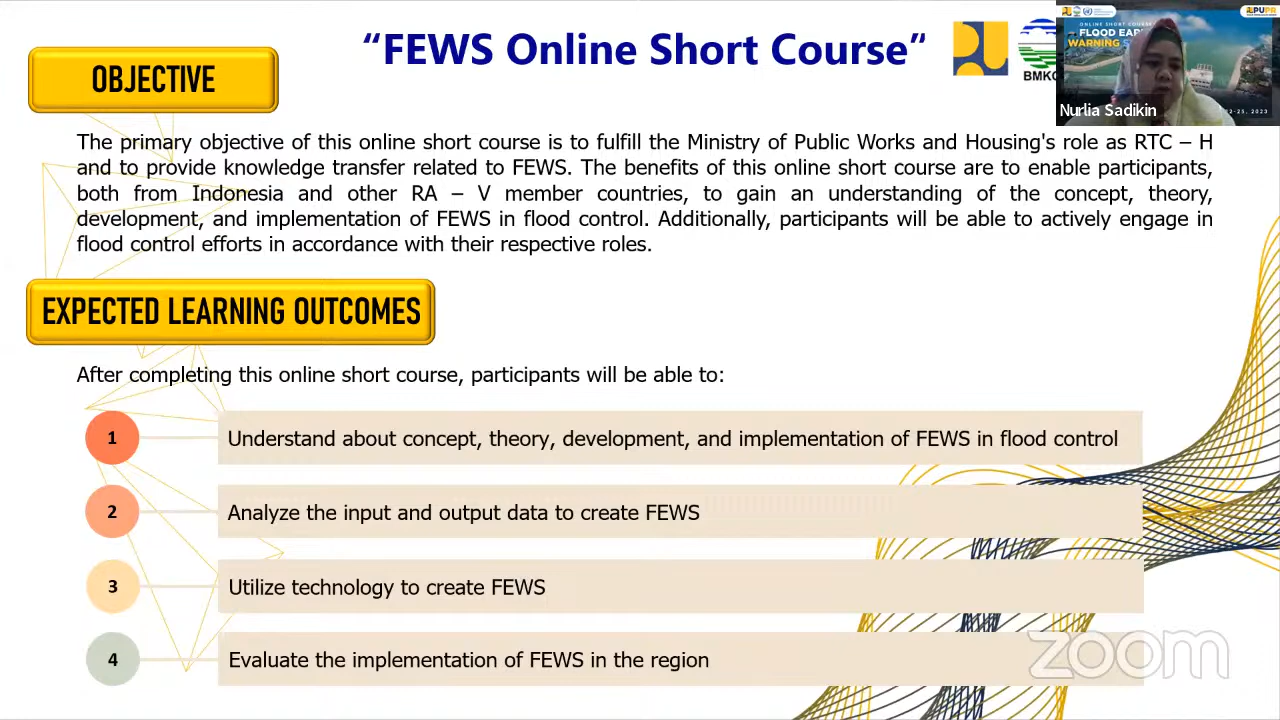 “FEWS Online Short Course”
OBJECTIVE
BMKG
PUPR
ONLINE SHORT COURSE
FLOOD
WARNING
Nurlia Sadikin
The primary objective of this online short course is to fulfill the Ministry of Public Works and Housing's role as RTC – H
and to provide knowledge transfer related to FEWS. The benefits of this online short course are to enable participants,
both from Indonesia and other RA – V member countries, to gain an understanding of the concept, theory,
development, and implementation of FEWS in flood control. Additionally, participants will be able to actively engage in
flood control efforts in accordance with their respective roles.
EXPECTED LEARNING OUTCOMES
After completing this online short course, participants will be able to:
1 Understand about concept, theory, development, and implementation of FEWS in flood control
2 Analyze the input and output data to create FEWS
3 Utilize technology to create FEWS
4 Evaluate the implementation of FEWS in the region
zoom